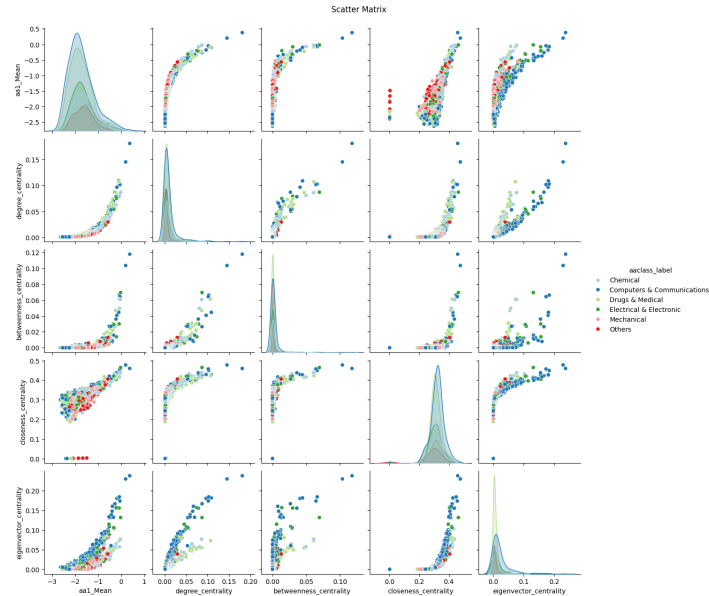 Scatter Matrix
0.5
0.0
−0.5
−1.0
−1.5
−2.0
−2.5
aa1_Mean
0.15
0.10
0.05
0.00
degree_centrality
0.12
0.10
0.08
0.06
0.04
0.02
0.00
betweenness_centrality
aaclass_label
Chemical
Computers & Communications
Drugs & Medical
Electrical & Electronic
Mechanical
Others
0.5
0.4
0.3
0.2
0.1
0.0
closeness_centrality
0.20
0.15
0.10
0.05
0.00
eigenvector_centrality
−3 −2 −1 0 1 0.00 0.05 0.10 0.15 0.20 0.00 0.05 0.10 0.0 0.2 0.4 0.0 0.1 0.2
aa1_Mean degree_centrality betweenness_centrality closeness_centrality eigenvector_centrality